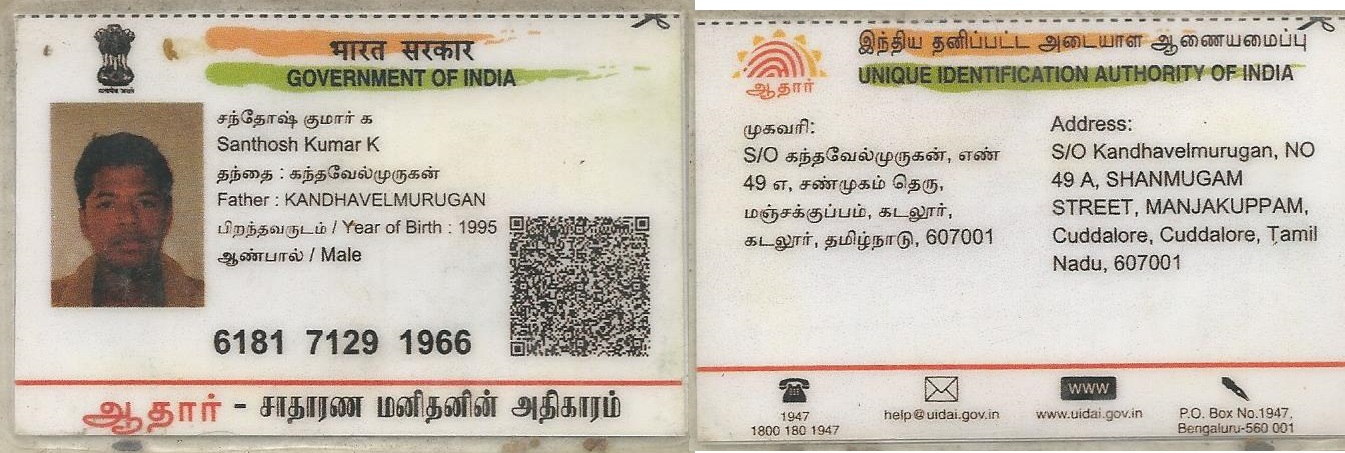 भारत सरकार
GOVERNMENT OF INDIA
சந்தோஷ் குமார் க
Santhosh Kumar K
தந்தை : கந்தவேல்முருகன்
Father : KANDHAVELMURUGAN
பிறந்தவருடம் / Year of Birth : 1995
ஆண்பால் / Male
6181 7129 1966
ஆதார் - சாதாரண மனிதனின் அதிகாரம்
இந்திய தனிப்பட்ட அடையாள ஆணையமைப்பு
UNIQUE IDENTIFICATION AUTHORITY OF INDIA
ஆதார்
முகவரி:
S/O கந்தவேல்முருகன், எண்
49 எ, சண்முகம் தெரு,
மஞ்சக்குப்பம், கடலூர்,
கடலூர், தமிழ்நாடு, 607001
Address:
S/O Kandhavelmurugan, NO
49 A, SHANMUGAM
STREET, MANJAKUPPAM,
Cuddalore, Cuddalore, Tamil
Nadu, 607001
1947
1800 180 1947
help@uidai.gov.in
www
www.uidai.gov.in
P.O. Box No.1947,
Bengaluru-560 001